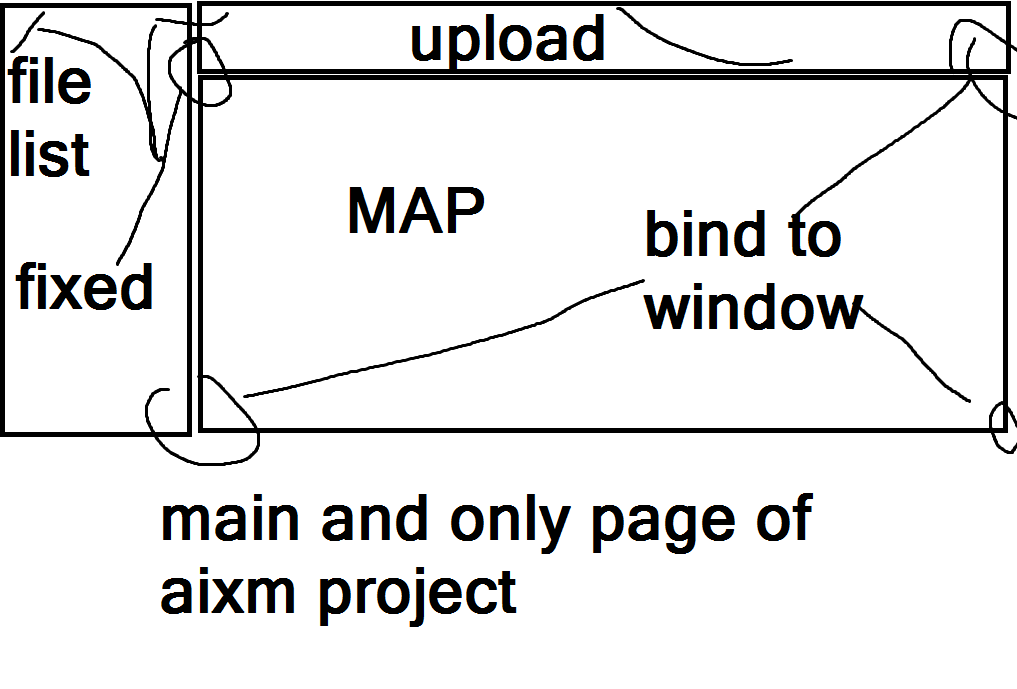 upload
file
list
fixed
MAP
bind to
window
main and only page of
aixm project